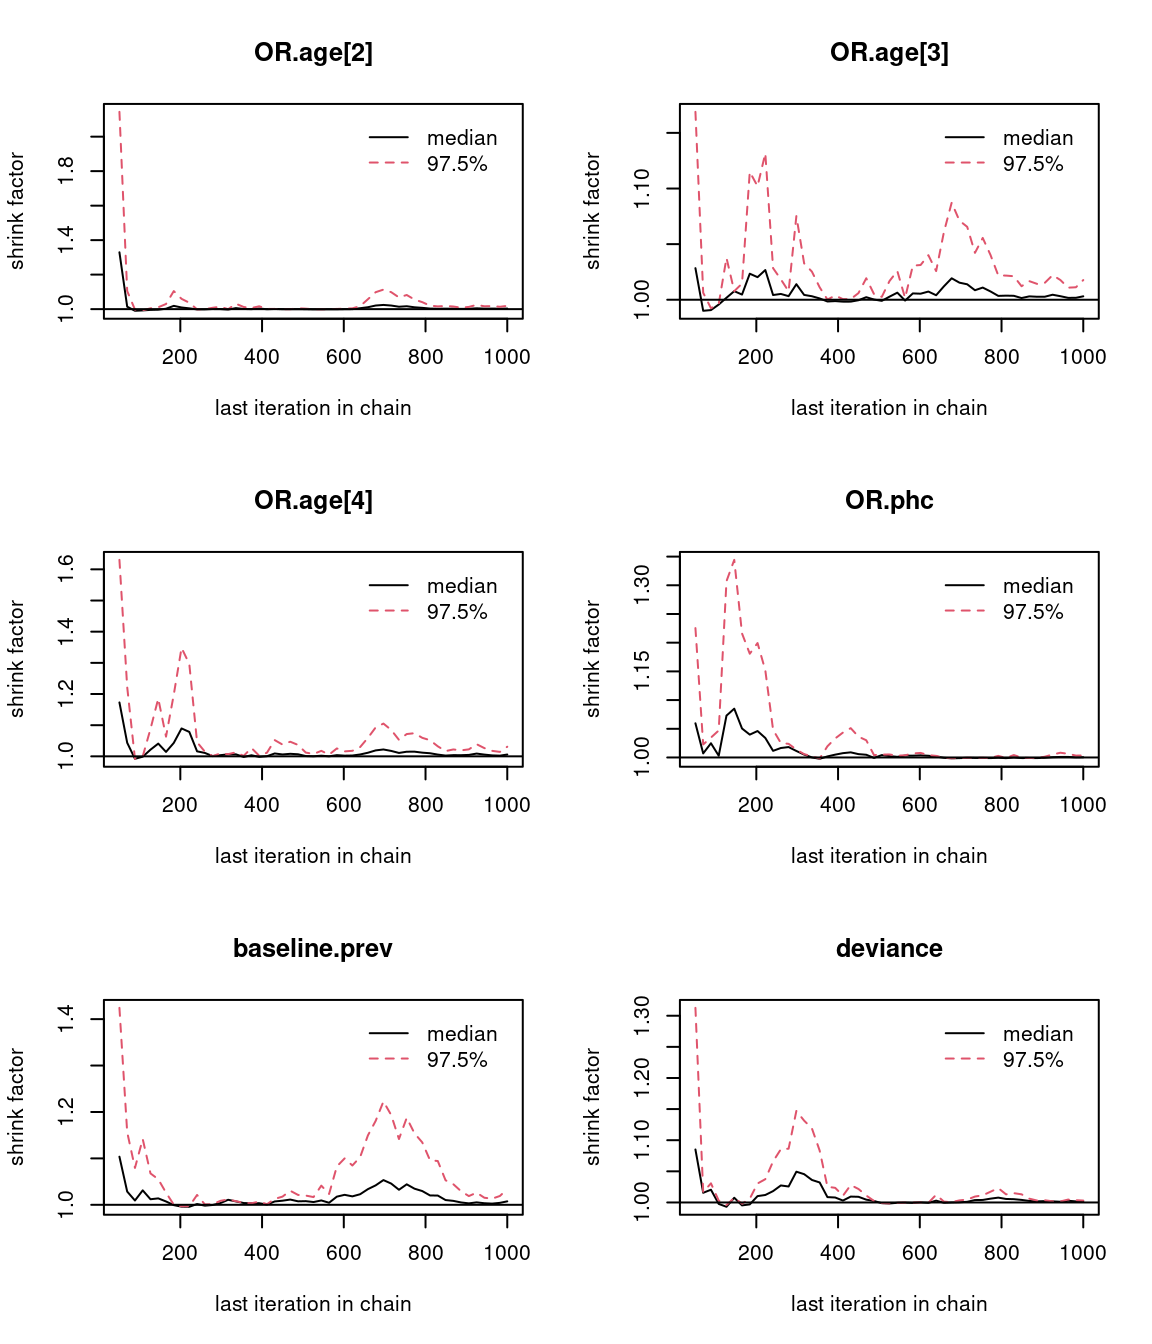 OR.age[2]
shrink factor
1.0 1.4 1.8
median
97.5%
200 400 600 800 1000
last iteration in chain
OR.age[3]
shrink factor
1.00 1.10
median
97.5%
200 400 600 800 1000
last iteration in chain
OR.age[4]
shrink factor
1.0 1.2 1.4 1.6
median
97.5%
200 400 600 800 1000
last iteration in chain
OR.phc
shrink factor
1.00 1.15 1.30
median
97.5%
200 400 600 800 1000
last iteration in chain
baseline.prev
shrink factor
1.0 1.2 1.4
median
97.5%
200 400 600 800 1000
last iteration in chain
deviance
shrink factor
1.00 1.10 1.20 1.30
median
97.5%
200 400 600 800 1000
last iteration in chain